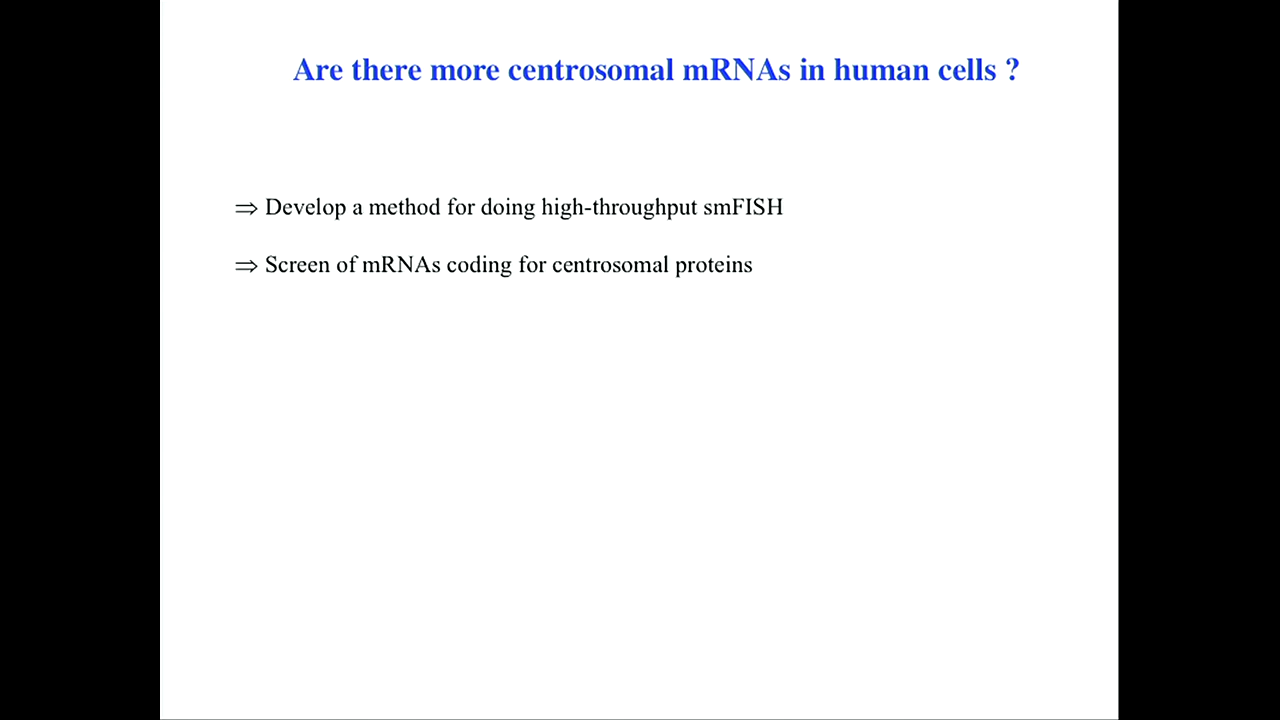 Are there more centrosomal mRNAs in human cells ?
⇒ Develop a method for doing high-throughput smFISH
⇒ Screen of mRNAs coding for centrosomal proteins